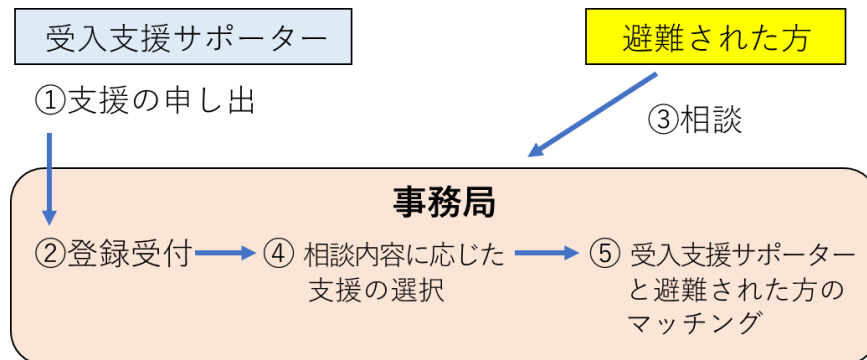 受入支援サポーター
避難された方
①支援の申し出
③相談
事務局
②登録受付
④ 相談内容に応じた
支援の選択
⑤ 受入支援サポーター
と避難された方の
マッチング